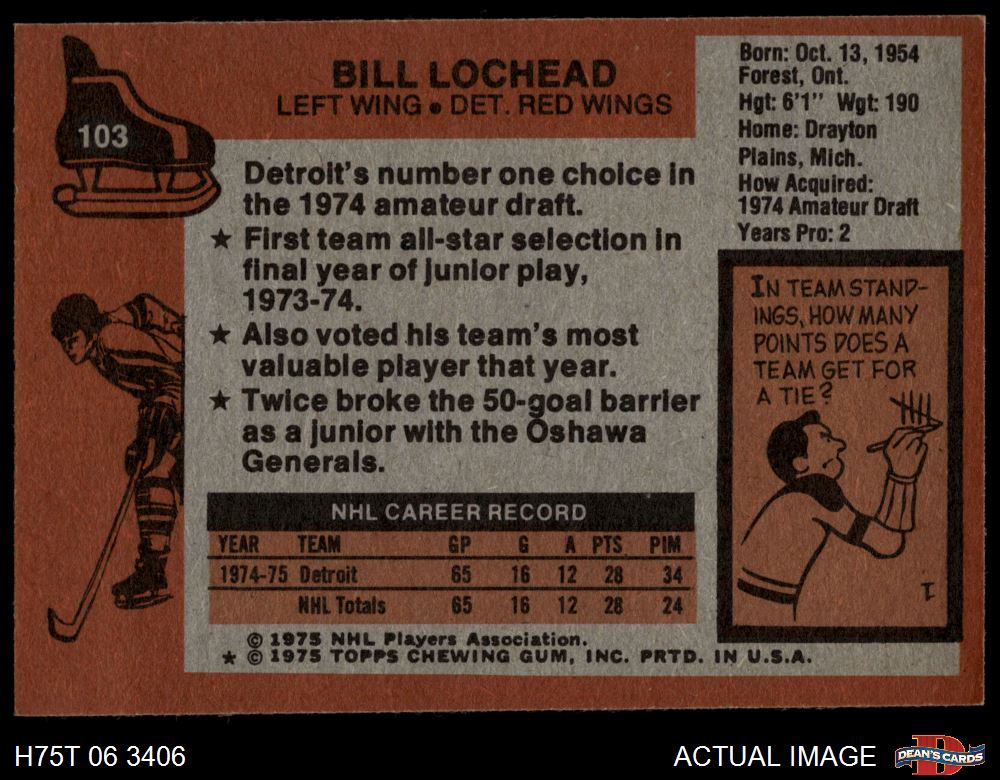 103
BILL LOCHEAD
LEFT WING • DET. RED WINGS
Born: Oct. 13, 1954
Forest, Ont.
Hgt: 6'1" Wgt: 190
Home: Drayton
Plains, Mich.
How Acquired:
1974 Amateur Draft
Years Pro: 2
Detroit's number one choice in
the 1974 amateur draft.
★ First team all-star selection in
final year of junior play,
1973-74.
★ Also voted his team's most
valuable player that year.
★ Twice broke the 50-goal barrier
as a junior with the Oshawa
Generals.
NHL CAREER RECORD
YEAR TEAM GP G A PTS PIM
1974-75 Detroit 65 16 12 28 34
NHL Totals 65 16 12 28 24
© 1975 NHL Players Association.
★ © 1975 TOPPS CHEWING GUM, INC. PRTD. IN U.S.A.
IN TEAM STAND-
INGS, HOW MANY
POINTS DOES A
TEAM GET FOR
A TIE?
H75T 06 3406
ACTUAL IMAGE
DEAN'S CARDS